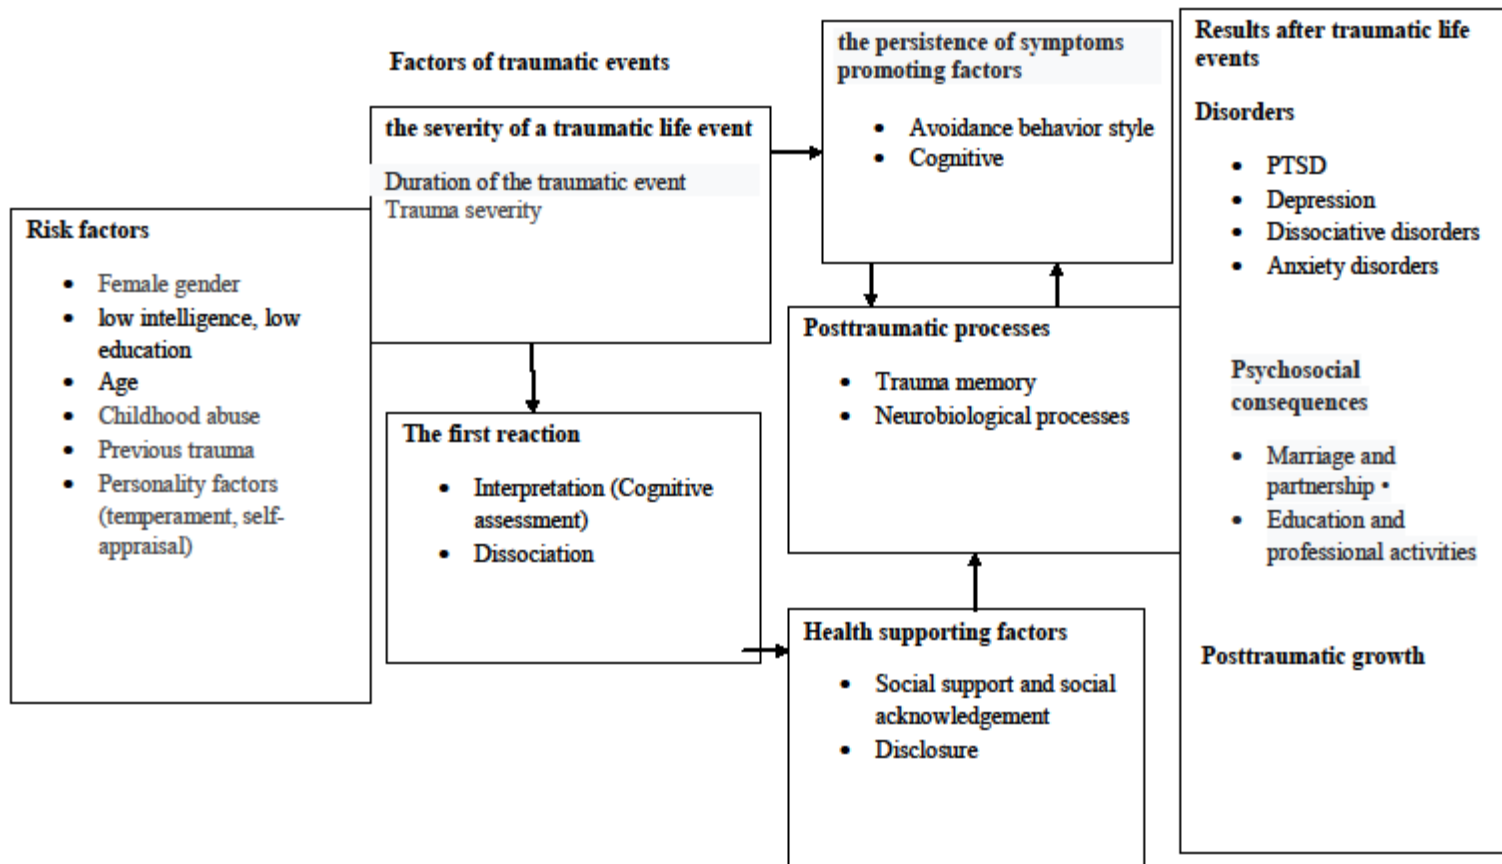 Factors of traumatic events
Risk factors
• Female gender
• low intelligence, low
education
• Age
• Childhood abuse
• Previous trauma
• Personality factors
(temperament, self-
appraisal)
the severity of a traumatic life event
Duration of the traumatic event
Trauma severity
The first reaction
• Interpretation (Cognitive
assessment)
• Dissociation
the persistence of symptoms
promoting factors
• Avoidance behavior style
• Cognitive
Posttraumatic processes
• Trauma memory
• Neurobiological processes
Health supporting factors
• Social support and social
acknowledgement
• Disclosure
Results after traumatic life
events
Disorders
• PTSD
• Depression
• Dissociative disorders
• Anxiety disorders
Psychosocial
consequences
• Marriage and
partnership •
• Education and
professional activities
Posttraumatic growth